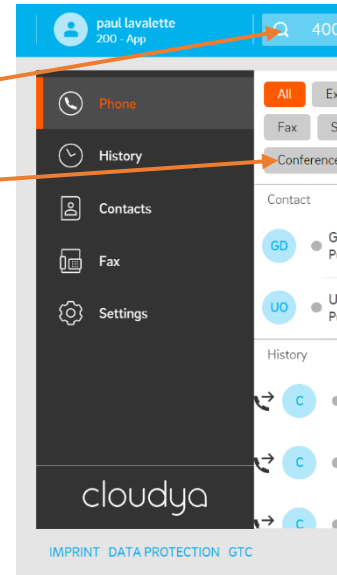 paul lavalette
200 - App
400
Phone
History
Contacts
Fax
Settings
cloudya
All
Fax
Conference
Contact
GD
UO
History
C
C
C
IMPRINT DATA PROTECTION GTC